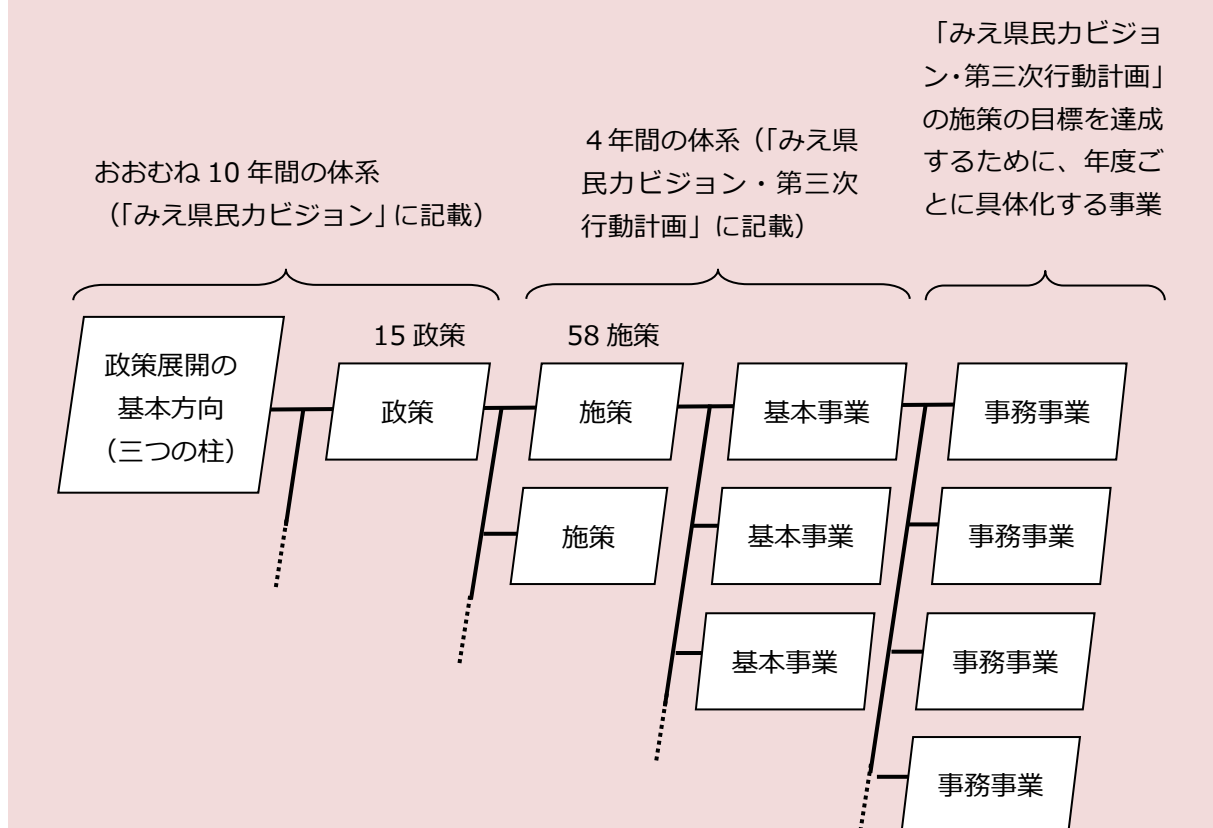 おおむね 10 年間の体系
（「みえ県民力ビジョン」に記載）
４年間の体系（「みえ県
民力ビジョン・第三次
行動計画」に記載）
「みえ県民力ビジョ
ン・第三次行動計画」
の施策の目標を達成
するために、年度ご
とに具体化する事業
政策展開の
基本方向
（三つの柱）
15 政策
政策
58 施策
施策
施策
基本事業
基本事業
基本事業
事務事業
事務事業
事務事業
事務事業